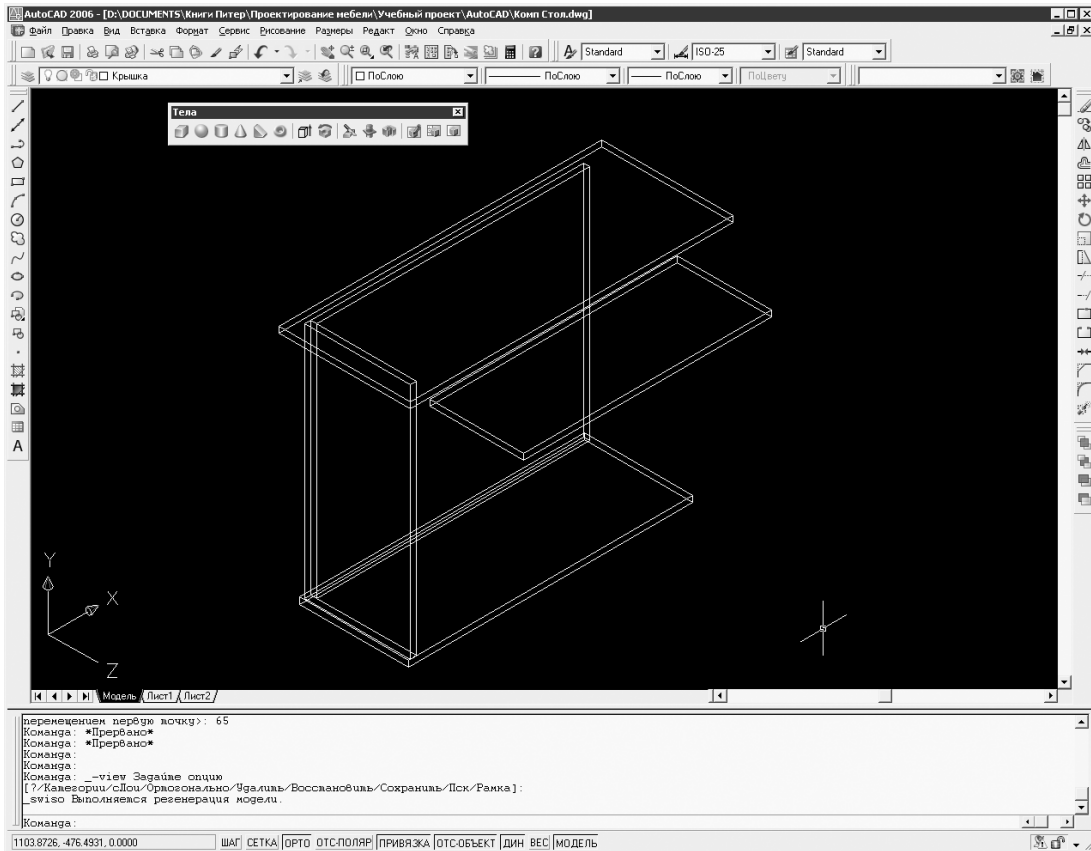 AutoCAD 2006 - [D:\DOCUMENTS\Книги Питер\Проектирование мебели\Учебный проект\AutoCAD\Комп Стол.dwg]
Файл Правка Вид Вставка Формат Сервис Рисование Размеры Редакт Окно Справка
Standard ISO-25 Standard
Крышка ПоСлою ПоСлою ПоСлою ПоЦвету
Тела
A
Y
X
Z
Модель Лист1 Лист2
перемещением первую точку>: 65
Команда: *Прервано*
Команда: *Прервано*
Команда:
Команда:
Команда: _-view Задайте опцию
[?/Категории/сЛои/Ортогонально/Удалить/Восстановить/Сохранить/Пск/Рамка]:
_swiso Выполняется регенерация модели.
Команда:
1103.8726, -476.4931, 0.0000 ШАГ СЕТКА ОРТО ОТС-ПОЛЯР ПРИВЯЗКА ОТС-ОБЪЕКТ ДИН ВЕС МОДЕЛЬ